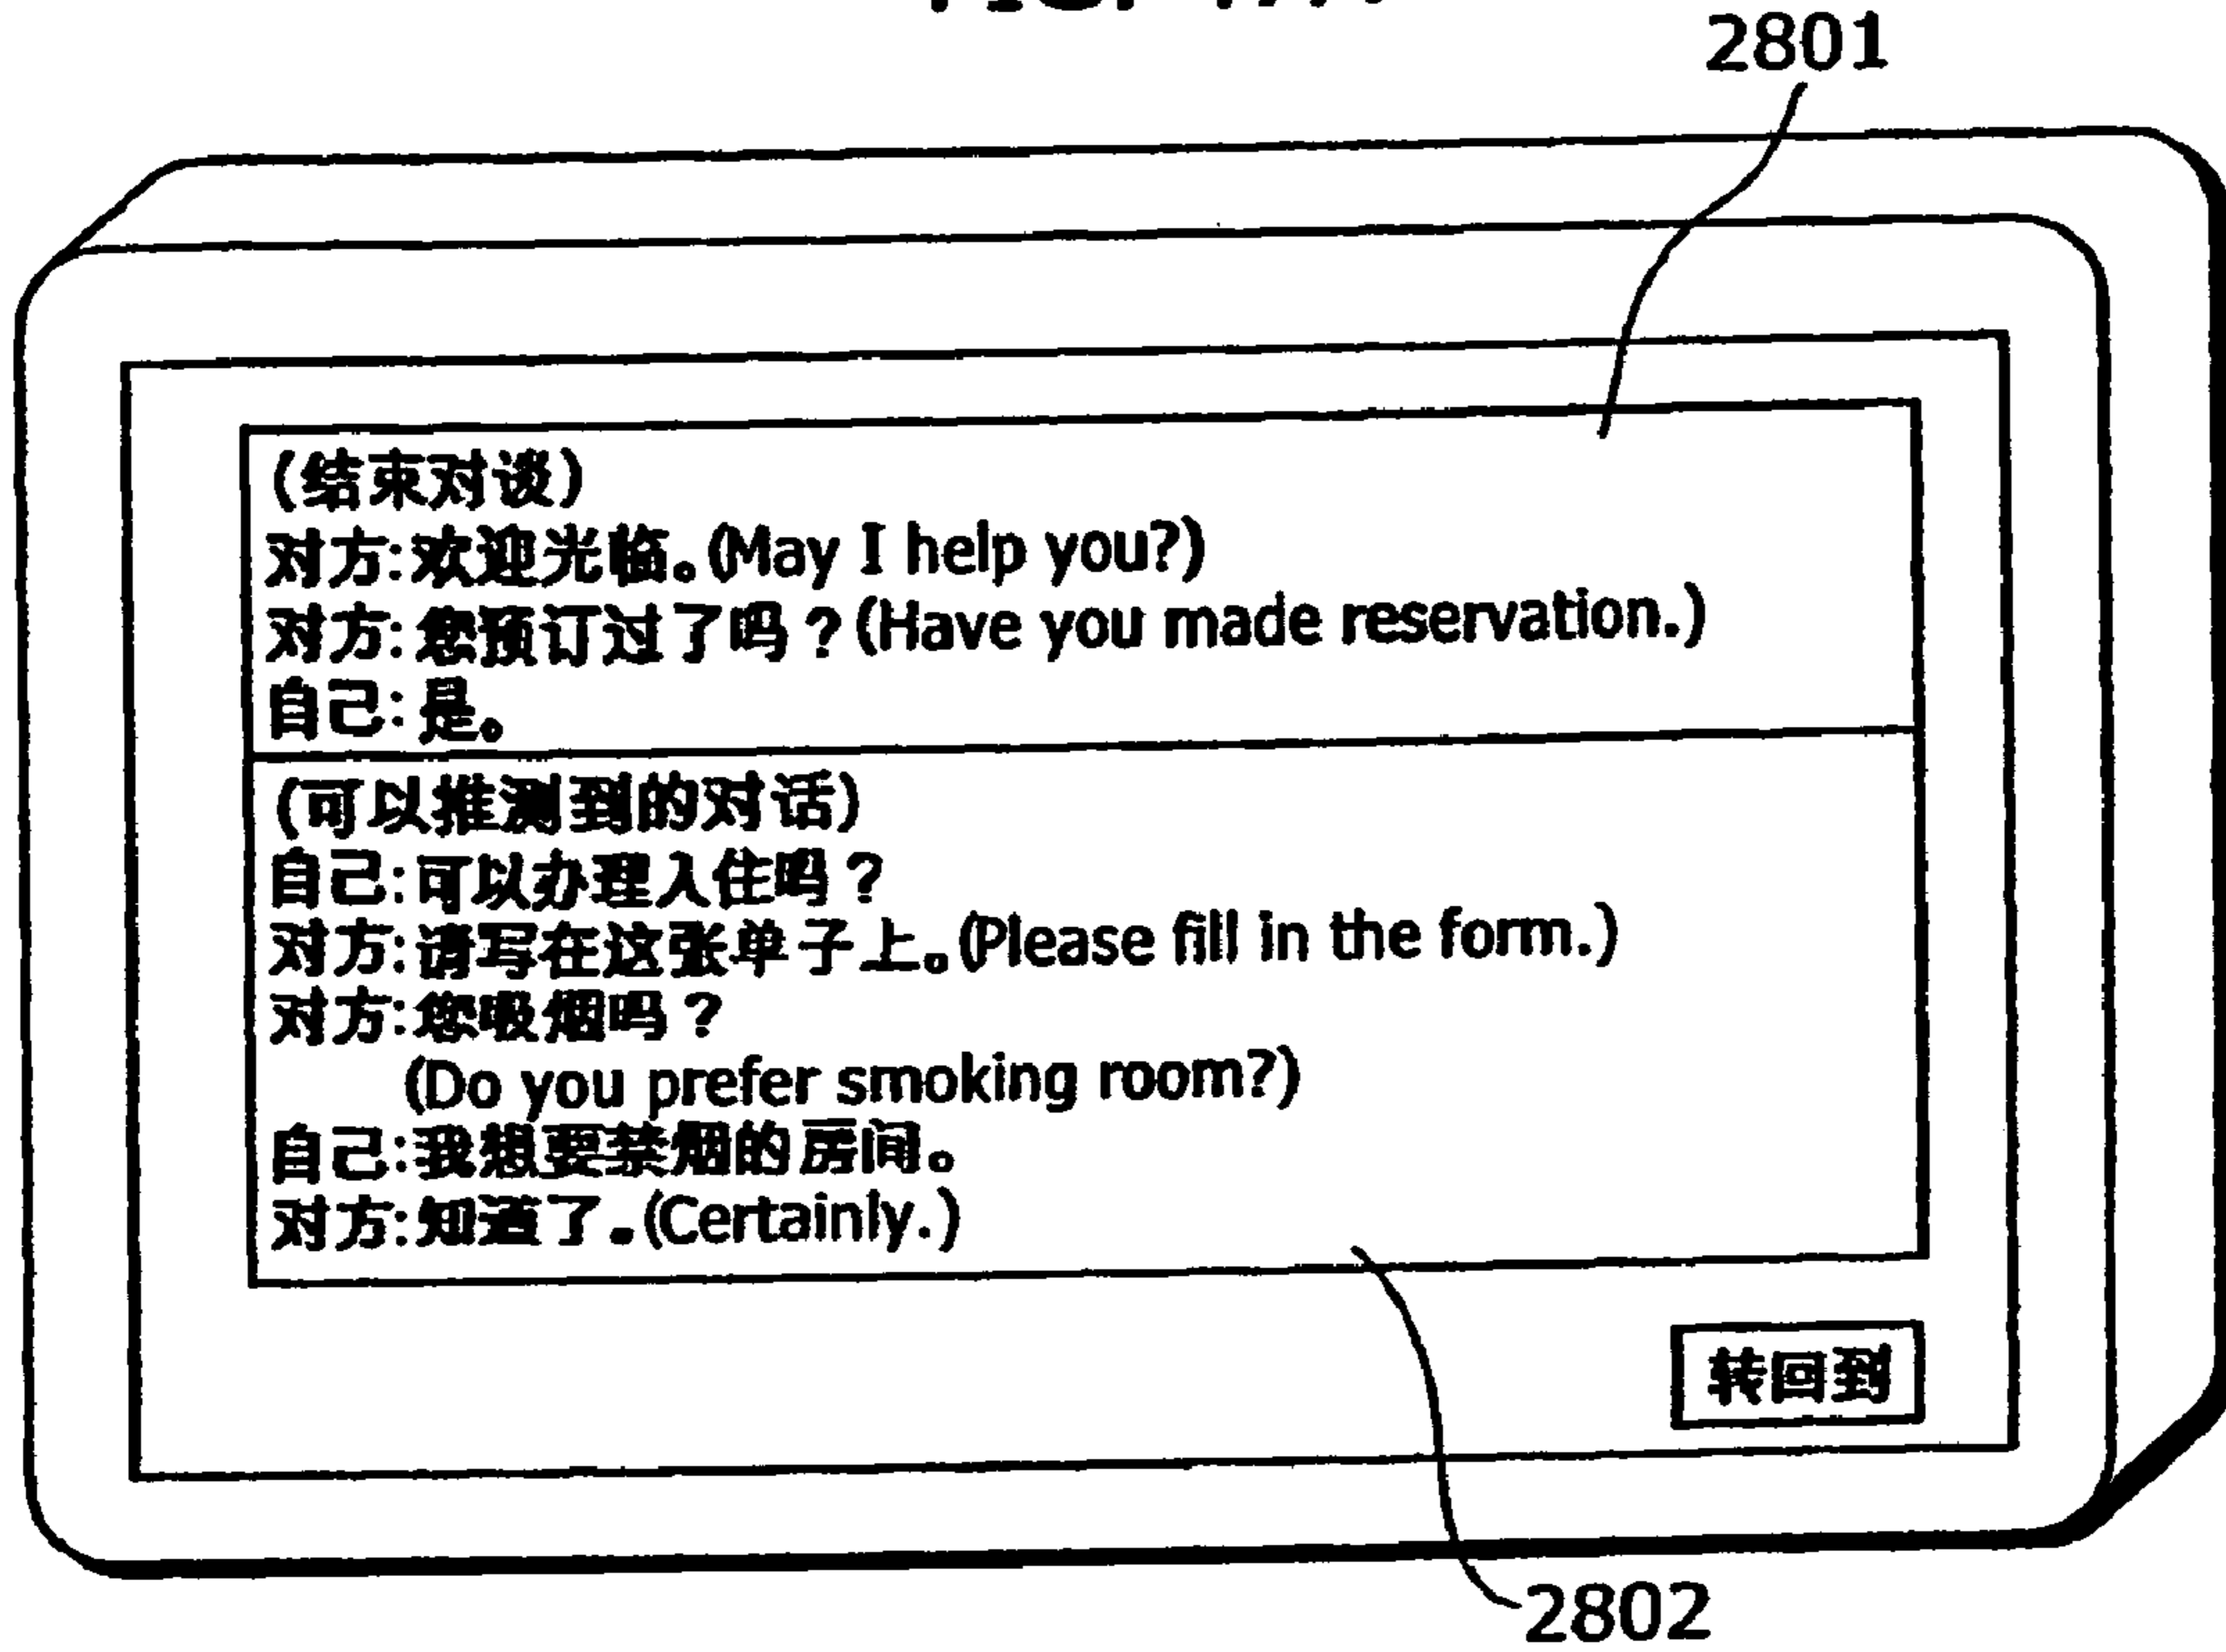 2801
(结束对谈)
对方:欢迎光临。(May I help you?)
对方:您预订过了吗?(Have you made reservation.)
自己:是。
(可以推测到的对话)
自己:可以办理入住吗?
对方:请写在这张单子上。(Please fill in the form.)
对方:您吸烟吗?
(Do you prefer smoking room?)
自己:我想要禁烟的房间。
对方:知道了。(Certainly.)
转回到
2802